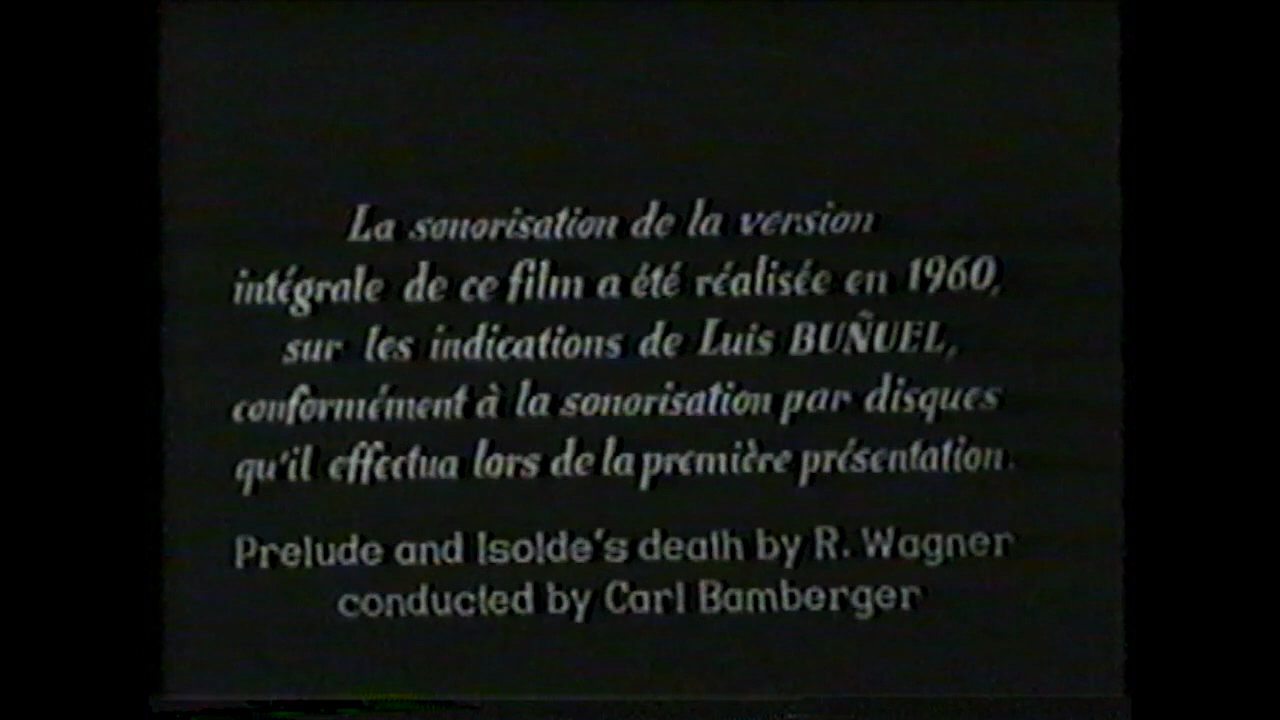 La sonorisation de la version
intégrale de ce film a été réalisée en 1960,
sur les indications de Luis BUÑUEL,
conformément à la sonorisation par disques
qu'il effectua lors de la première présentation.
Prelude and Isolde's death by R. Wagner
conducted by Carl Bamberger